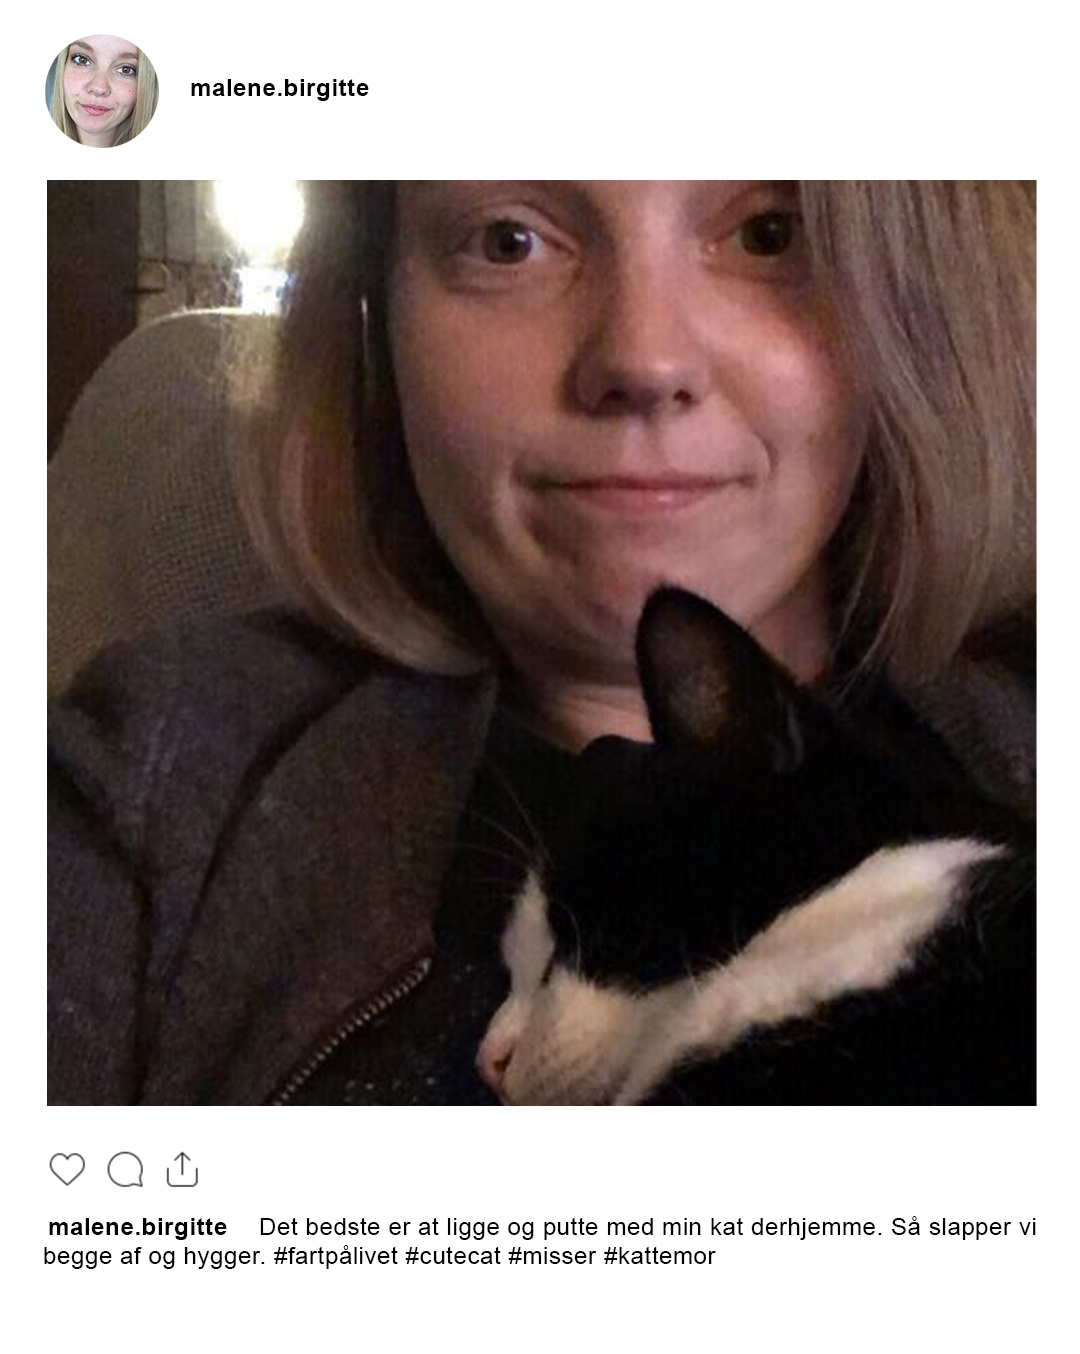 malene.birgitte
malene.birgitte Det bedste er at ligge og putte med min kat derhjemme. Så slapper vi
begge af og hygger. #fartpålivet #cutecat #misser #kattemor